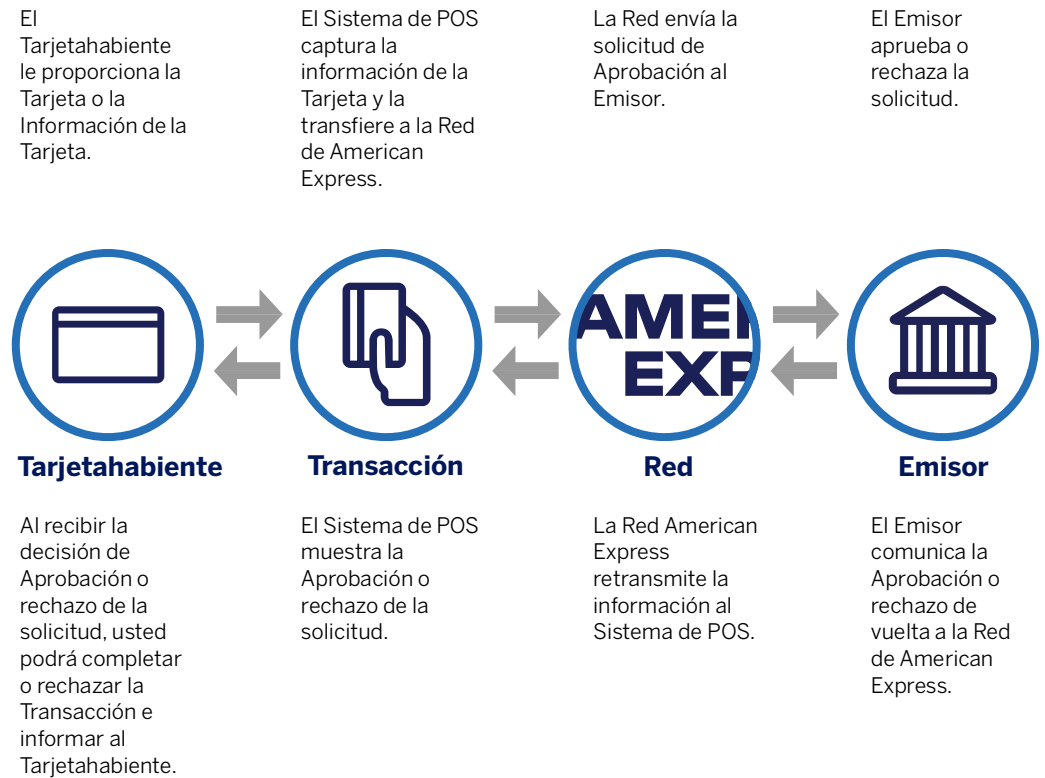 El
Tarjetahabiente
le proporciona la
Tarjeta o la
Información de la
Tarjeta.
El Sistema de POS
captura la
información de la
Tarjeta y la
transfiere a la Red
de American
Express.
La Red envía la
solicitud de
Aprobación al
Emisor.
El Emisor
aprueba o
rechaza la
solicitud.
AMEI
EXP
Tarjetahabiente
Transacción
Red
Emisor
Al recibir la
decisión de
Aprobación o
rechazo de la
solicitud, usted
podrá completar
o rechazar la
Transacción e
informar al
Tarjetahabiente.
El Sistema de POS
muestra la
Aprobación o
rechazo de la
solicitud.
La Red American
Express
retransmite la
información al
Sistema de POS.
El Emisor
comunica la
Aprobación o
rechazo de
vuelta a la Red
de American
Express.